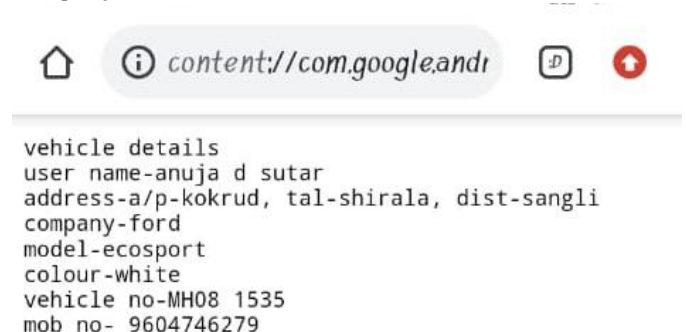 content://com.google.andr
:D
vehicle details
user name-anuja d sutar
address-a/p-kokrud, tal-shirala, dist-sangli
company-ford
model-ecosport
colour-white
vehicle no-MH08 1535
mob no- 9604746279